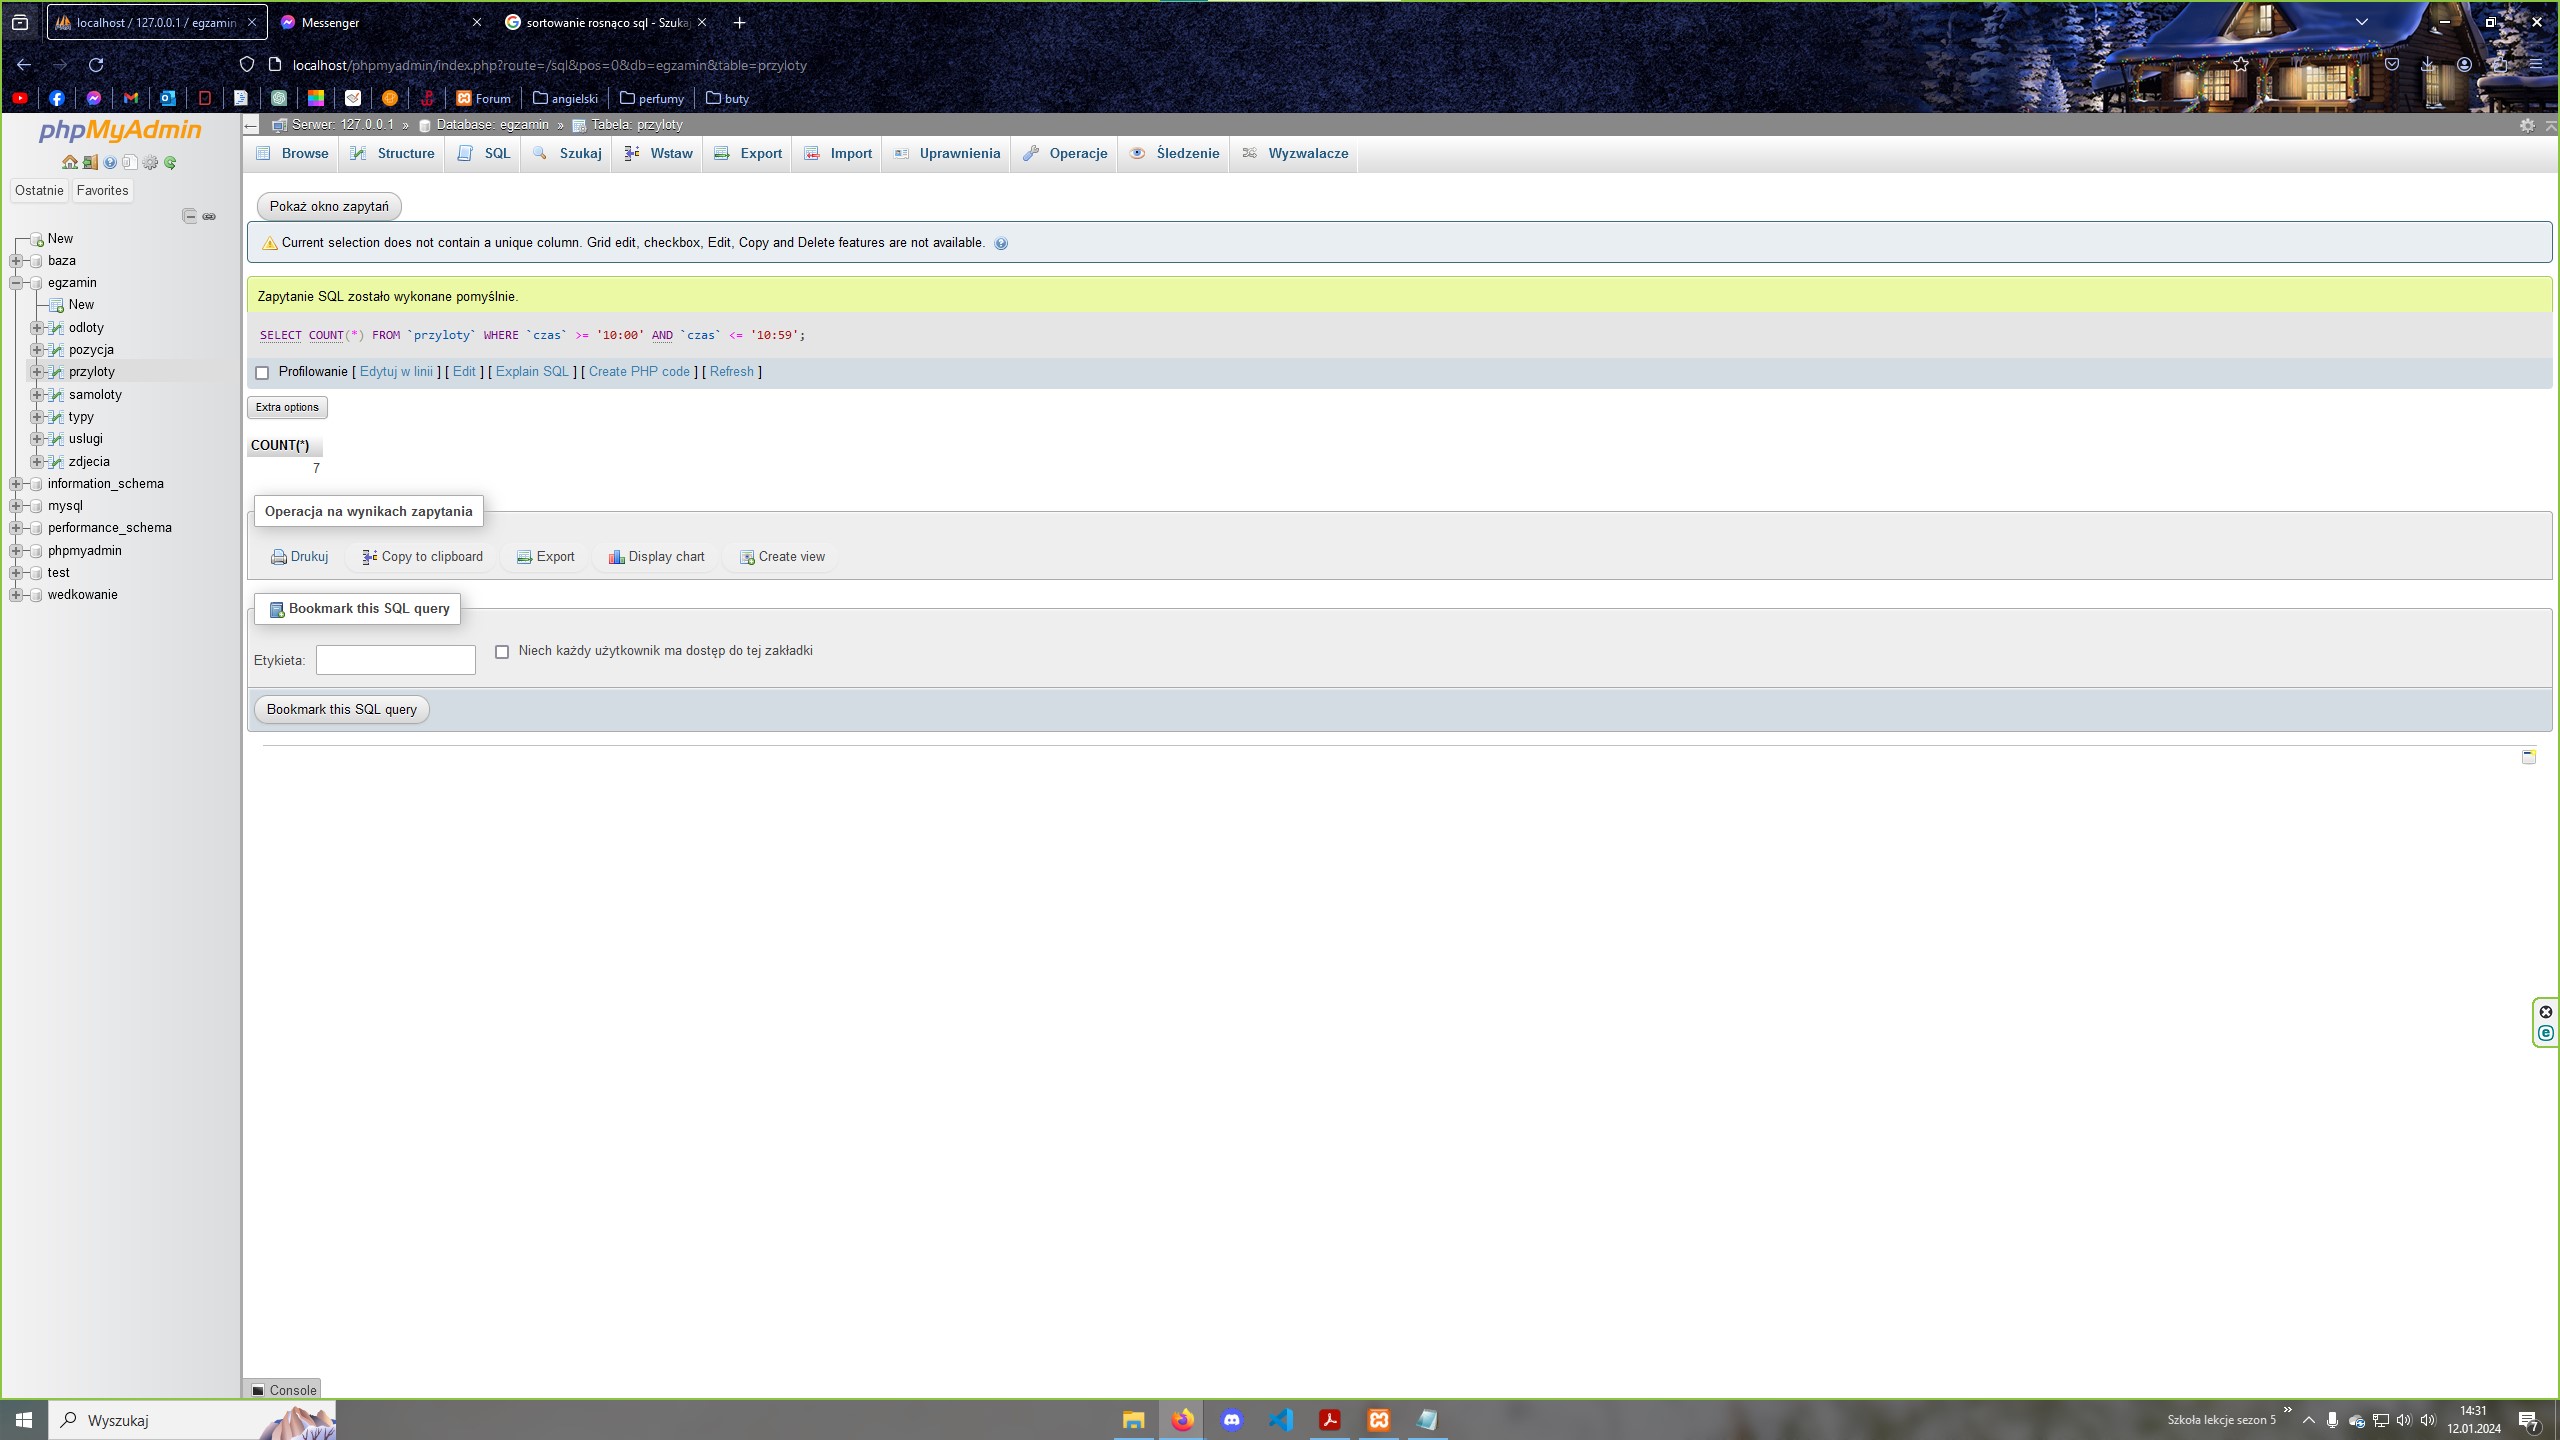 localhost / 127.0.0.1 / egzamin
Messenger
sortowanie rosnąco sql - Szuka
localhost/phpmyadmin/index.php?route=/sql&pos=0&db=egzamin&table=przyloty
Forum
angielski
perfumy
buty
phpMyAdmin
Ostatnie
Favorites
New
baza
egzamin
New
odloty
pozycja
przyloty
samoloty
typy
uslugi
zdjecia
information_schema
mysql
performance_schema
phpmyadmin
test
wedkowanie
Serwer: 127.0.0.1 » Database: egzamin » Tabela: przyloty
Browse
Structure
SQL
Szukaj
Wstaw
Export
Import
Uprawnienia
Operacje
Śledzenie
Wyzwalacze
Pokaż okno zapytań
Current selection does not contain a unique column. Grid edit, checkbox, Edit, Copy and Delete features are not available.
Zapytanie SQL zostało wykonane pomyślnie.
SELECT COUNT(*) FROM `przyloty` WHERE `czas` >= '10:00' AND `czas` <= '10:59';
Profilowanie [ Edytuj w linii ] [ Edit ] [ Explain SQL ] [ Create PHP code ] [ Refresh ]
Extra options
COUNT(*)
7
Operacja na wynikach zapytania
Drukuj
Copy to clipboard
Export
Display chart
Create view
Bookmark this SQL query
Etykieta:
Niech każdy użytkownik ma dostęp do tej zakładki
Bookmark this SQL query
Console
Wyszukaj
Szkoła lekcje sezon 5
14:31
12.01.2024
7